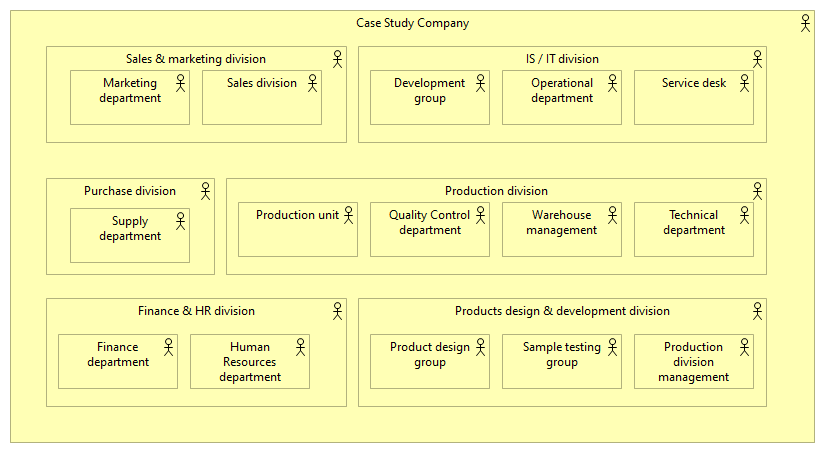 Case Study Company
Sales & marketing division
Marketing
department
Sales division
IS / IT division
Development
group
Operational
department
Service desk
Purchase division
Supply
department
Production division
Production unit
Quality Control
department
Warehouse
management
Technical
department
Finance & HR division
Finance
department
Human
Resources
department
Products design & development division
Product design
group
Sample testing
group
Production
division
management